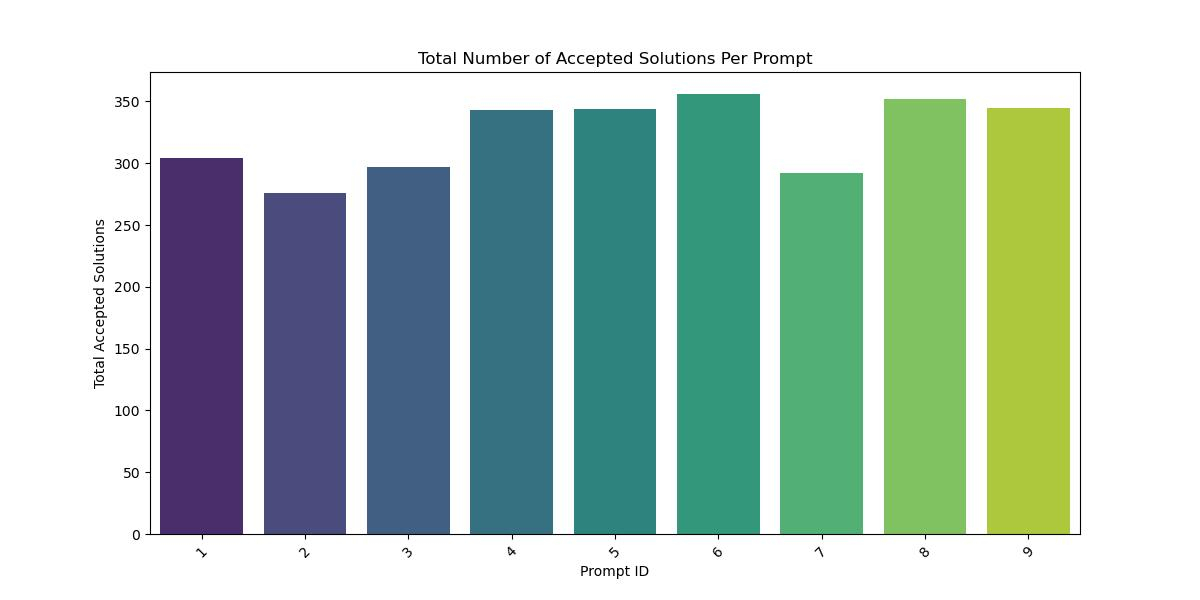 Total Number of Accepted Solutions Per Prompt
Total Accepted Solutions
350
300
250
200
150
100
50
0
1 2 3 4 5 6 7 8 9
Prompt ID